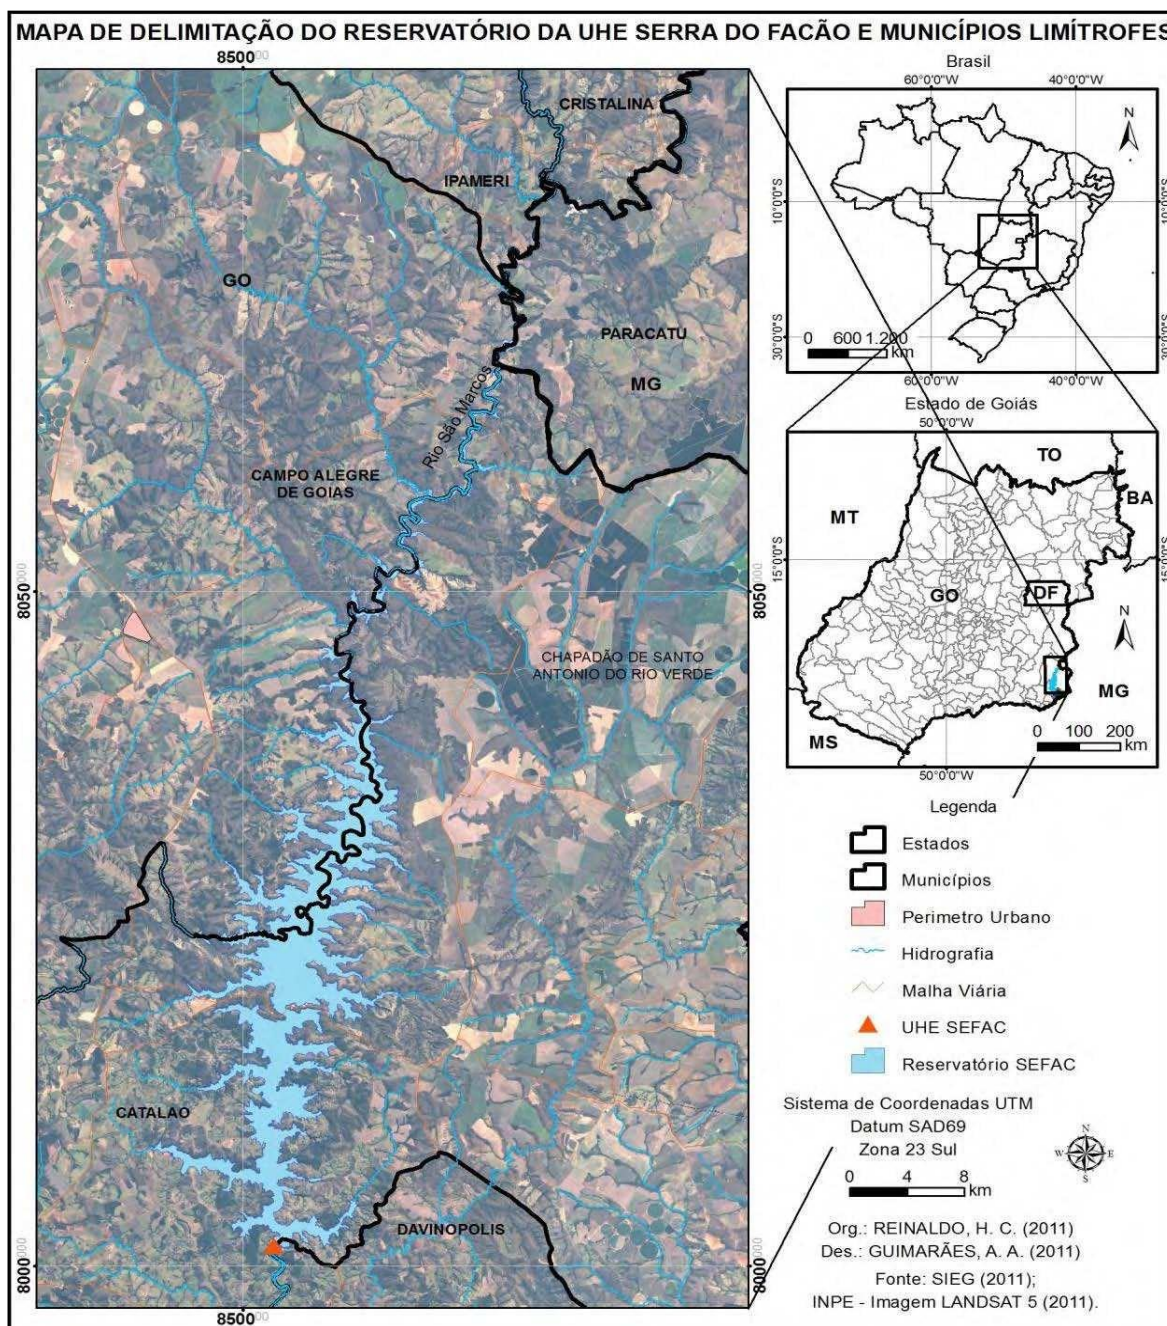 MAPA DE DELIMITAÇÃO DO RESERVATÓRIO DA UHE SERRA DO FACÃO E MUNICÍPIOS LIMÍTROFES
8500000
CRISTALINA
IPAMERI
GO
PARACATU
MG
Rio São Marcos
CAMPO ALEGRE
DE GOIAS
8050000
8050000
CHAPADÃO DE SANTO
ANTONIO DO RIO VERDE
CATALAO
DAVINOPOLIS
8000000
8000000
8500000
Brasil
60°0'0"W
40°0'0"W
N
10°0'0"S
10°0'0"S
30°0'0"S
30°0'0"S
0 600 1.200
km
60°0'0"W
40°0'0"W
Estado de Goiás
50°0'0"W
TO
MT
BA
15°0'0"S
15°0'0"S
GO
DF
N
MG
MS
0 100 200
km
50°0'0"W
Legenda
Estados
Municípios
Perimetro Urbano
Hidrografia
Malha Viária
UHE SEFAC
Reservatório SEFAC
Sistema de Coordenadas UTM
Datum SAD69
Zona 23 Sul
N
W E
S
0 4 8
km
Org.: REINALDO, H. C. (2011)
Des.: GUIMARÃES, A. A. (2011)
Fonte: SIEG (2011);
INPE - Imagem LANDSAT 5 (2011).